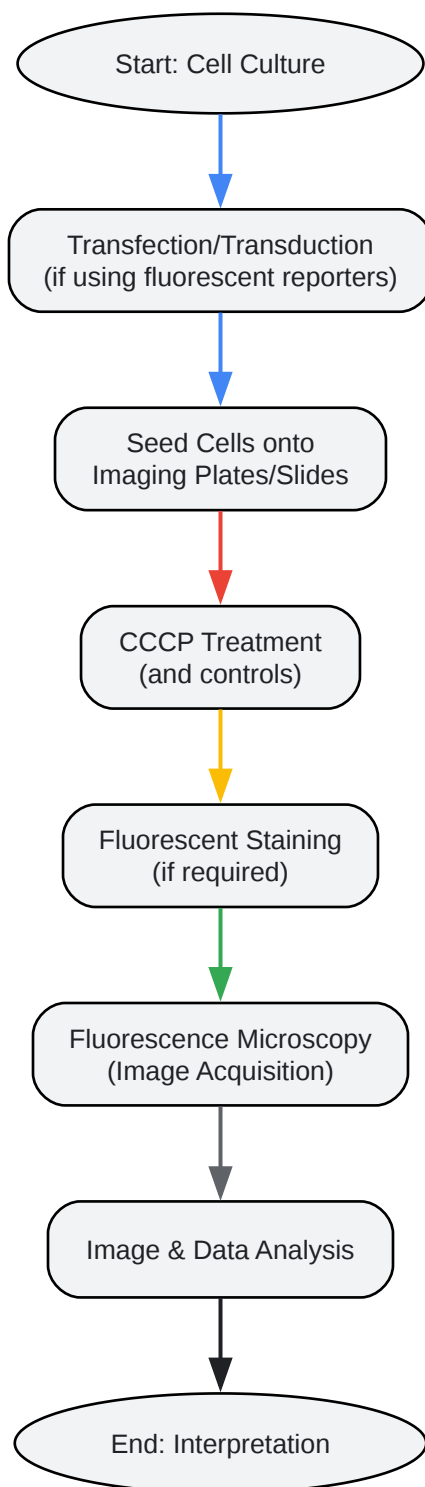 Start: Cell Culture
Transfection/Transduction
(if using fluorescent reporters)
Seed Cells onto
Imaging Plates/Slides
CCCP Treatment
(and controls)
Fluorescent Staining
(if required)
Fluorescence Microscopy
(Image Acquisition)
Image & Data Analysis
End: Interpretation